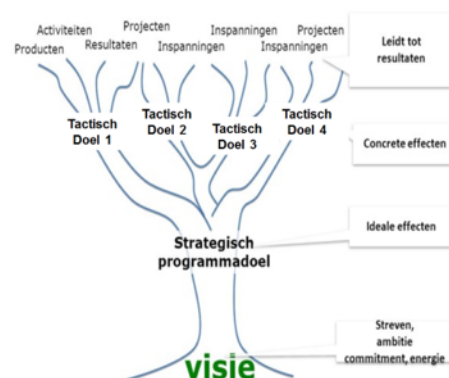 Activiteiten
Projecten
Inspanningen
Projecten
Producten
Resultaten
Inspanningen
Inspanningen
Leidt tot
resultaten
Tactisch
Doel 1
Tactisch
Doel 2
Tactisch
Doel 3
Tactisch
Doel 4
Concrete effecten
Ideale effecten
Strategisch
programmadoel
Streven,
ambitie
commitment, energie
visie